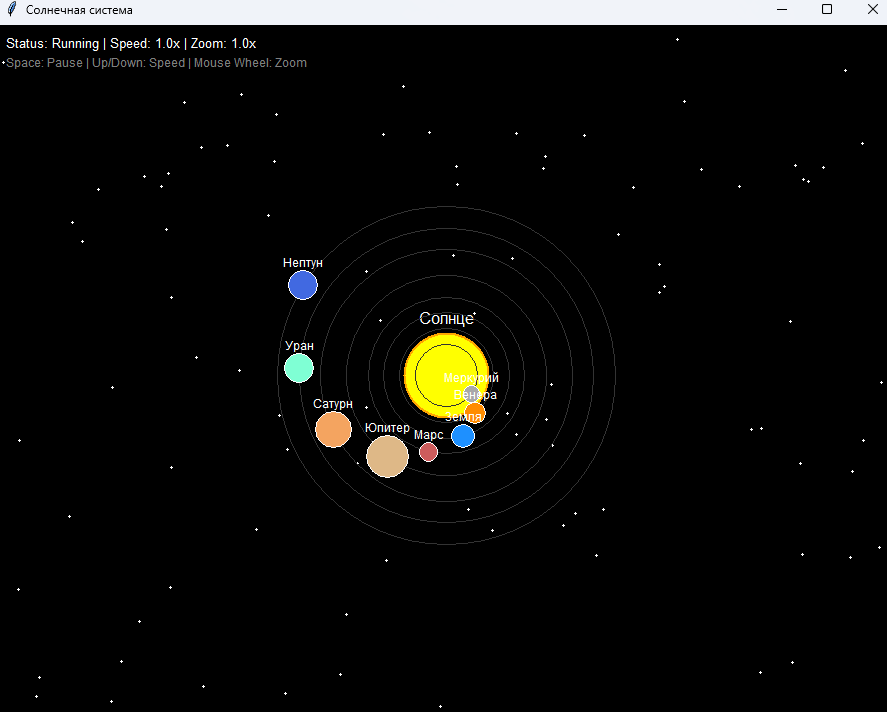 Солнечная система
Status: Running | Speed: 1.0x | Zoom: 1.0x
Space: Pause | Up/Down: Speed | Mouse Wheel: Zoom
Нептун
Солнце
Уран
Меркурий
Венера
Сатурн
Земля
Юпитер
Марс